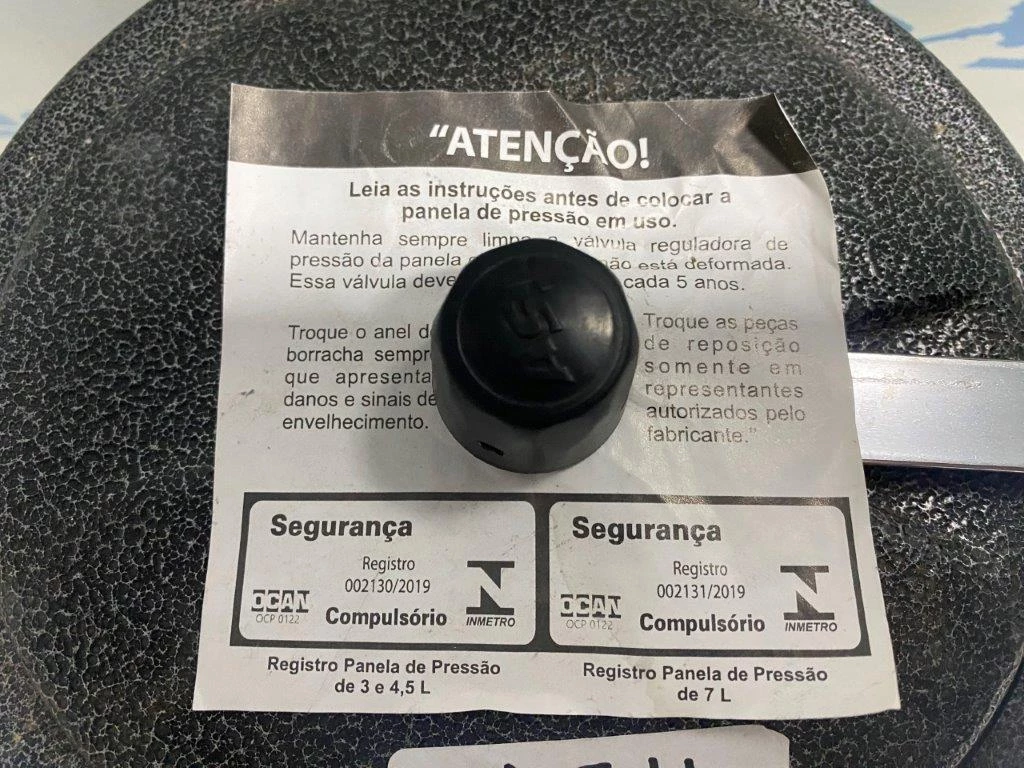 “ATENÇÃO!
Leia as instruções antes de colocar a
panela de pressão em uso.
Mantenha sempre válvula reguladora de
pressão da panela não está deformada.
Essa válvula deve cada 5 anos.
Troque o anel
borracha
que
danos e sinais de
envelhecimento.
Troque as peças
de reposição
somente em
representantes
autorizados pelo
fabricante.”
Segurança
Registro
002130/2019
OCAN
OCP 0122
Compulsório
INMETRO
Registro Panela de Pressão
de 3 e 4,5 L
Segurança
Registro
002131/2019
OCAN
OCP 0122
Compulsório
INMETRO
Registro Panela de Pressão
de 7 L